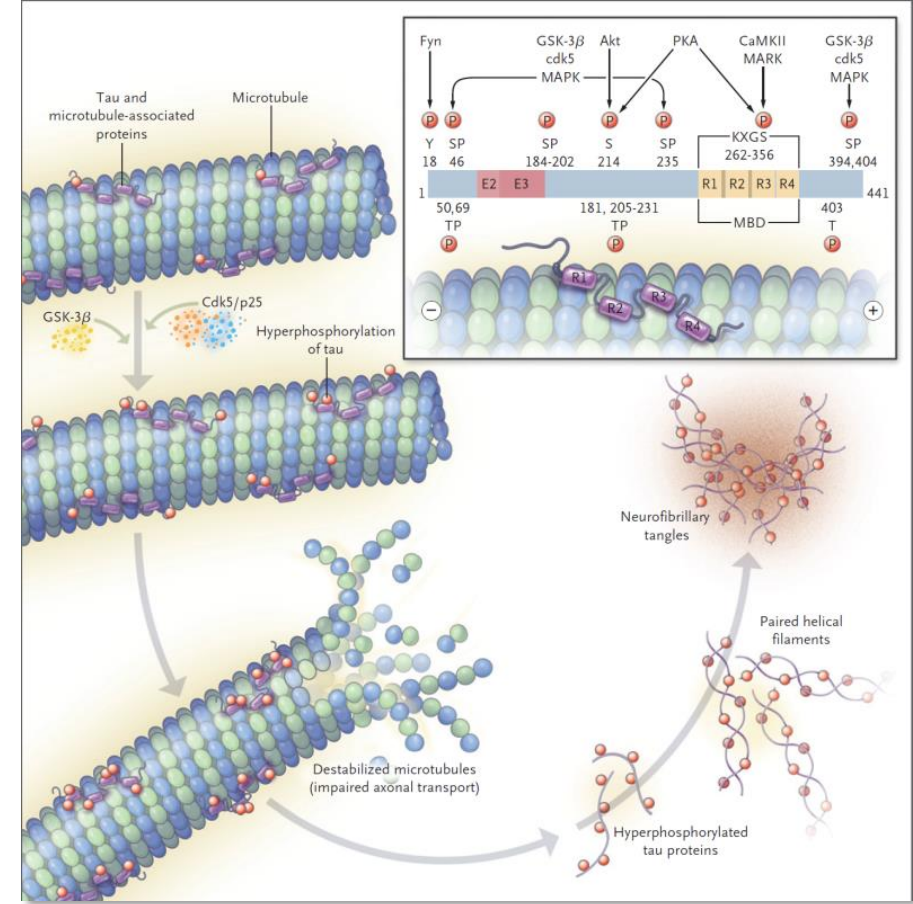 Fyn
GSK-3β
cdk5
MAPK
Akt
PKA
CaMKII
MARK
GSK-3β
cdk5
MAPK
P P P P P P P
Y
18
SP
46
SP
184-202
S
214
SP
235
KXGS
262-356
SP
394,404
1
E2 E3
R1 R2 R3 R4
441
50,69
TP
P
181, 205-231
TP
P
MBD
403
T
P
R1
R2
R3
R4
−
+
Tau and
microtubule-associated
proteins
Microtubule
GSK-3β
Cdk5/p25
Hyperphosphorylation
of tau
Neurofibrillary
tangles
Paired helical
filaments
Destabilized microtubules
(impaired axonal transport)
Hyperphosphorylated
tau proteins